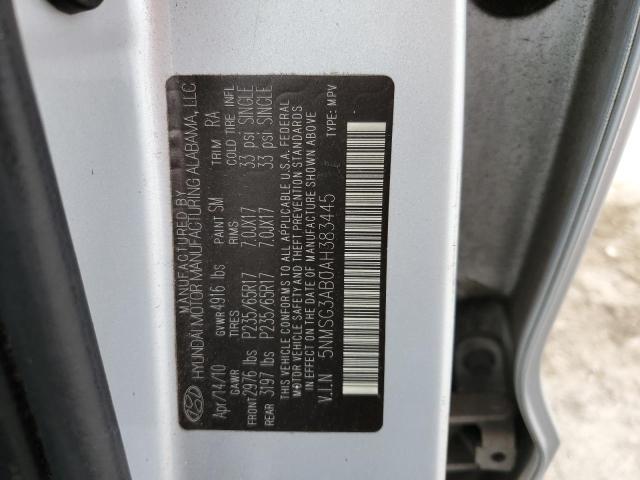 MANUFACTURED BY
HYUNDAI MOTOR MANUFACTURING ALABAMA, LLC
Apr/14/10 PAINT SM TRIM RA
GVWR 4916 lbs
GAWR TIRES RIMS COLD TIRE INFL
FRONT 2976 lbs P235/65R17 7.0JX17 33 psi SINGLE
REAR 3197 lbs P235/65R17 7.0JX17 33 psi SINGLE
THIS VEHICLE CONFORMS TO ALL APPLICABLE U.S.A. FEDERAL
MOTOR VEHICLE SAFETY AND THEFT PREVENTION STANDARDS
IN EFFECT ON THE DATE OF MANUFACTURE SHOWN ABOVE
V.I.N 5NMSG3AB0AH383445 TYPE: MPV